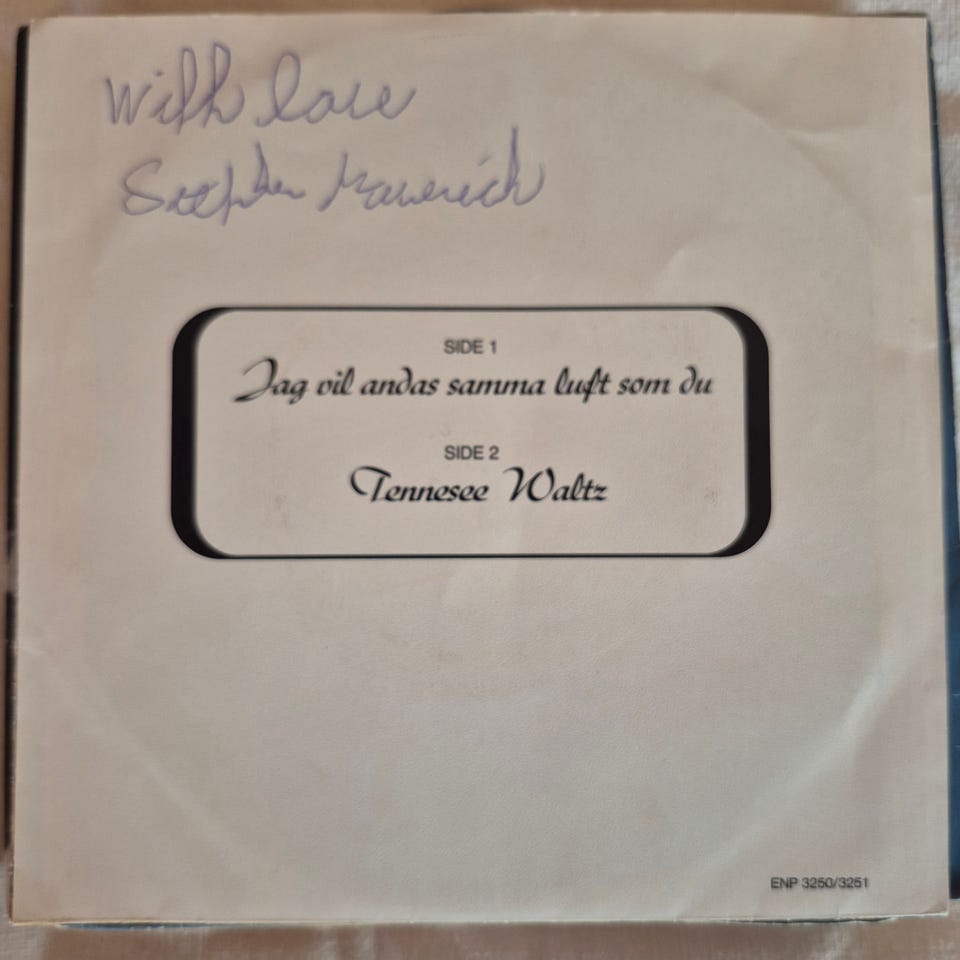 With love
Stephen Maverick
SIDE 1
Jag vil andas samma luft som du
SIDE 2
Tennesee Waltz
ENP 3250/3251